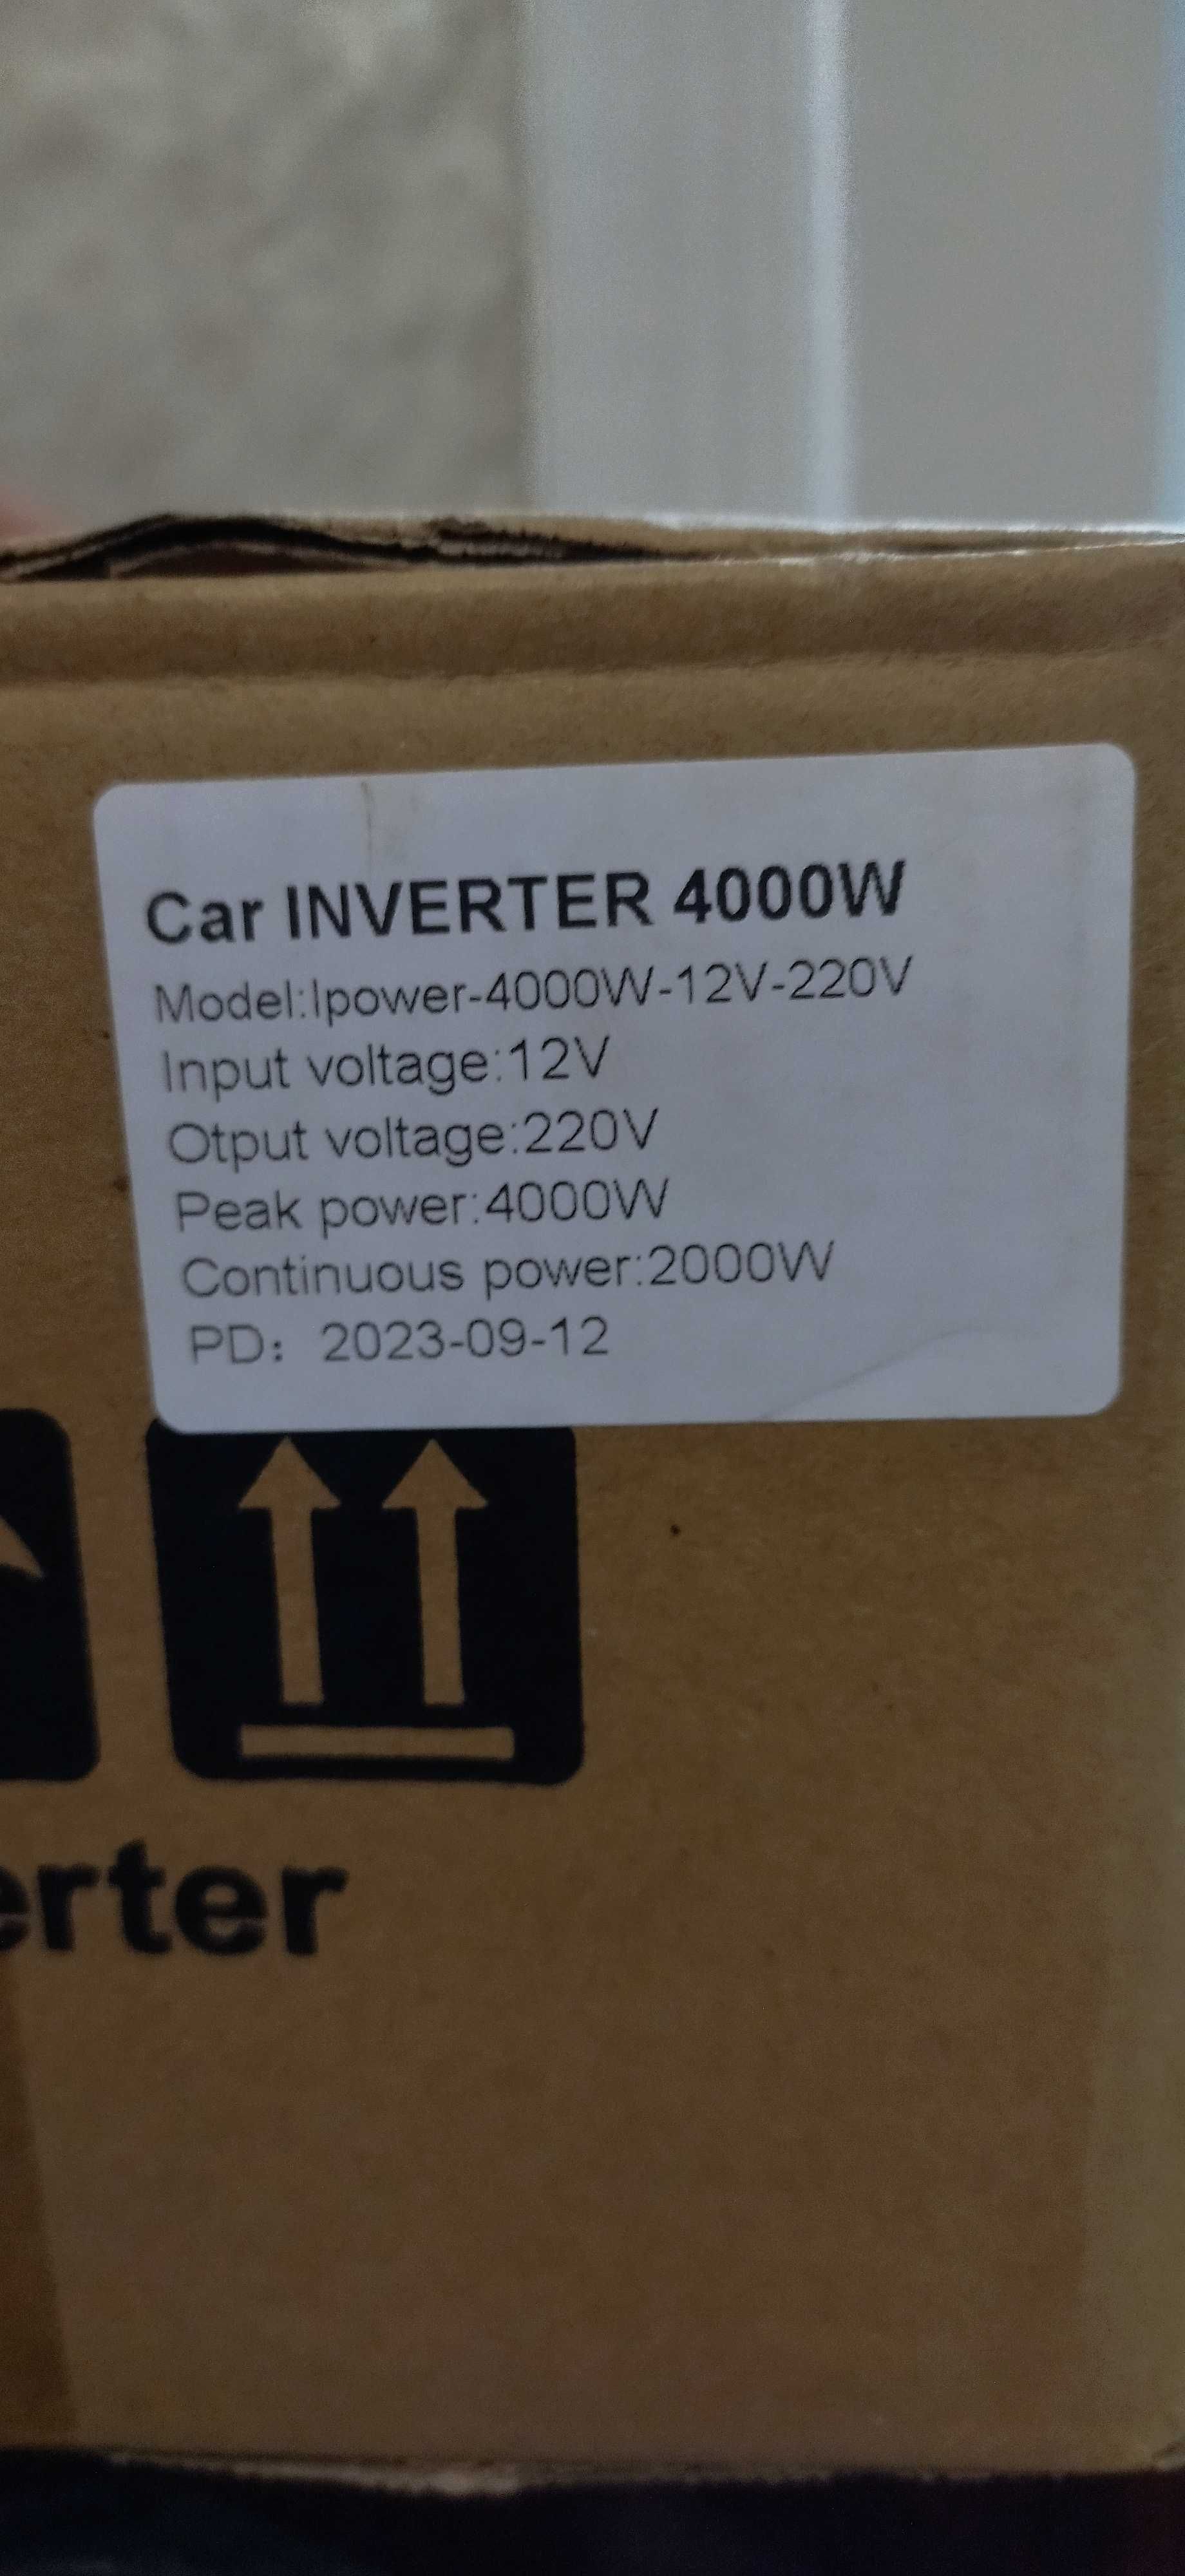 Car INVERTER 4000W
Model:Ipower-4000W-12V-220V
Input voltage:12V
Otput voltage:220V
Peak power:4000W
Continuous power:2000W
PD：2023-09-12
erter